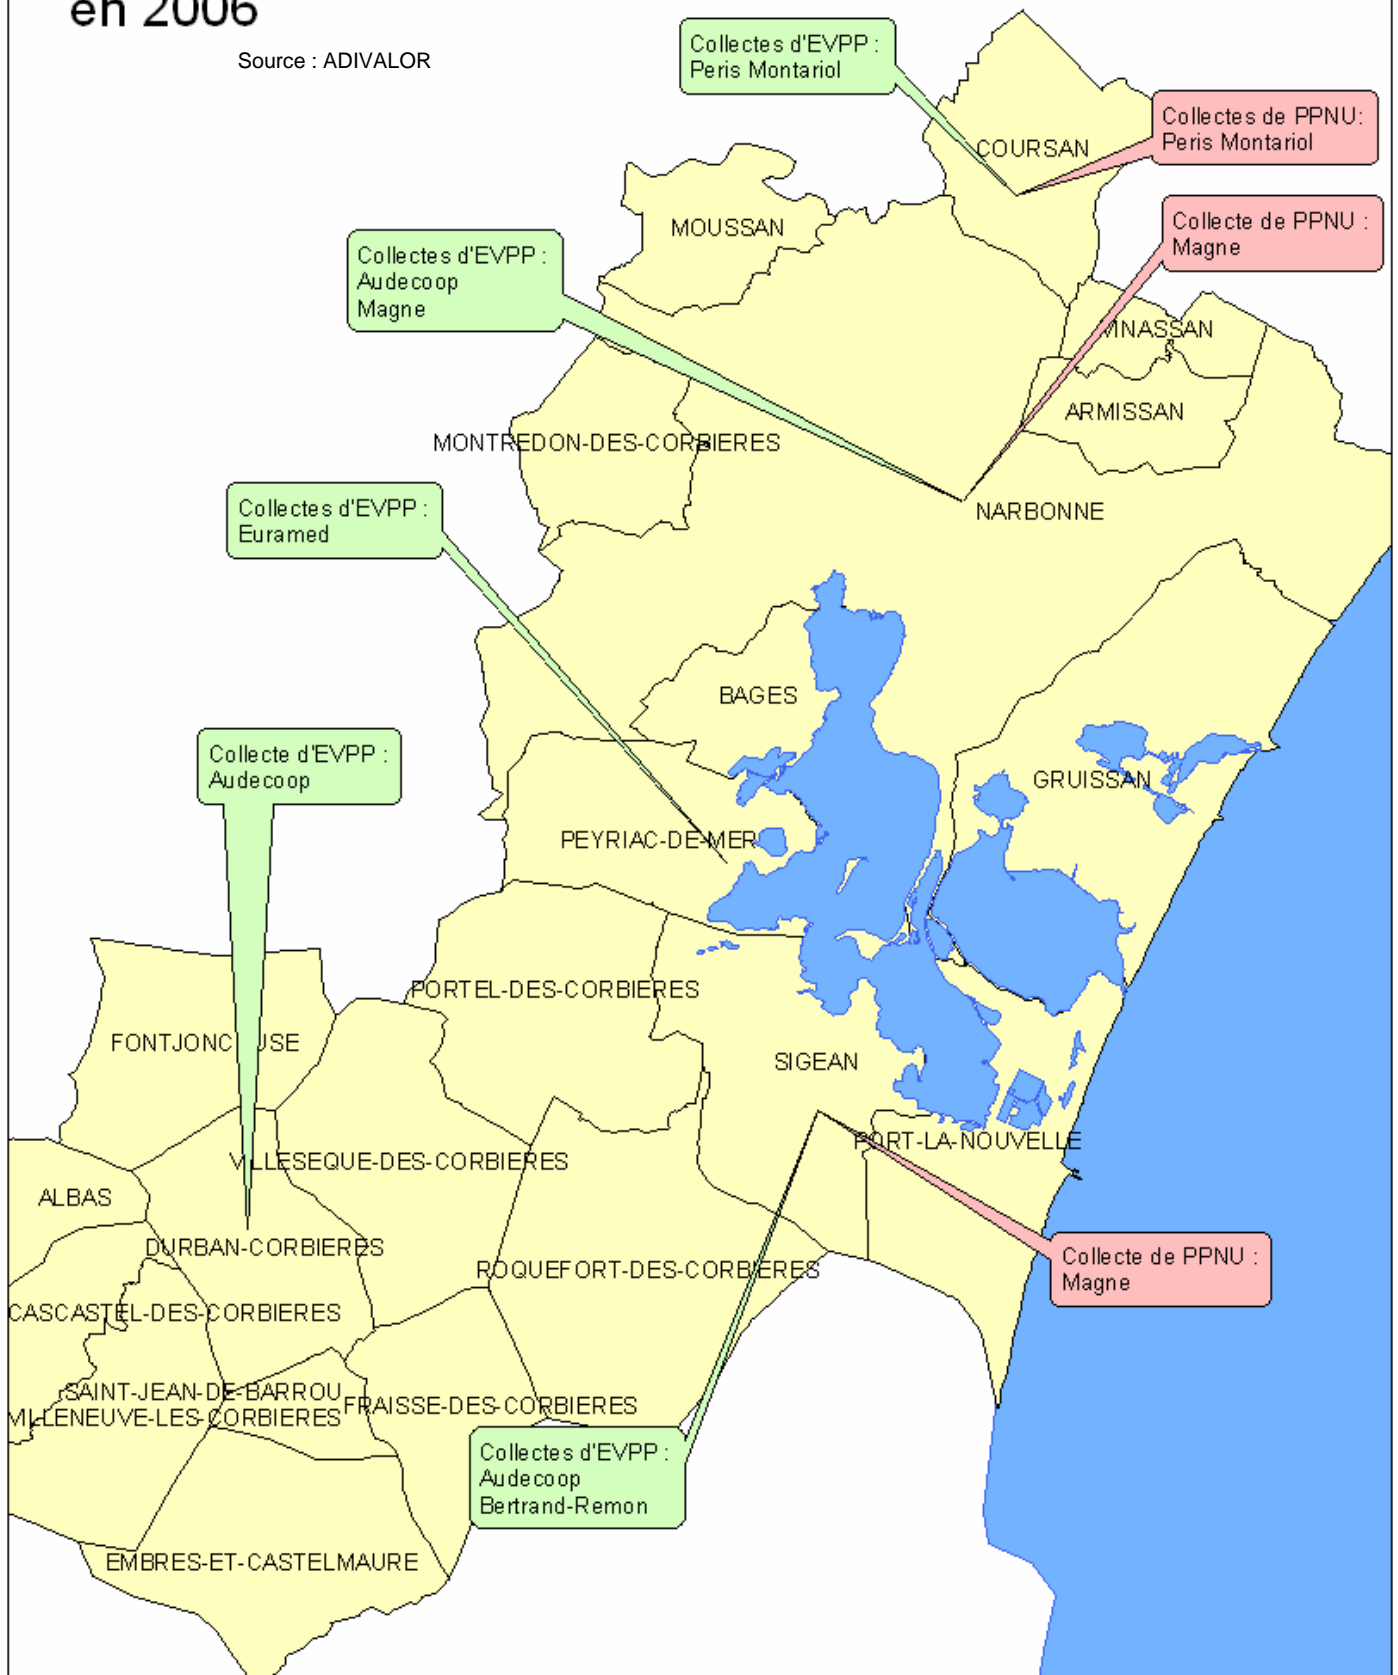 en 2006
Source : ADIVALOR
Collectes d'EVPP :
Peris Montariol
Collectes de PPNU:
Peris Montariol
COURSAN
Collecte de PPNU :
Magne
MOUSSAN
Collectes d'EVPP :
Audecoop
Magne
VINASSAN
ARMISSAN
MONTREDON-DES-CORBIERES
Collectes d'EVPP :
Euramed
NARBONNE
BAGES
Collecte d'EVPP :
Audecoop
GRUISSAN
PEYRIAC-DE-MER
PORTEL-DES-CORBIERES
FONTJONCOUSE
SIGEAN
PORT-LA-NOUVELLE
VILLESEQUE-DES-CORBIERES
ALBAS
DURBAN-CORBIERES
Collecte de PPNU :
Magne
ROQUEFORT-DES-CORBIERES
CASCASTEL-DES-CORBIERES
SAINT-JEAN-DE-BARROU
FRAISSE-DES-CORBIERES
VILLENEUVE-LES-CORBIERES
Collectes d'EVPP :
Audecoop
Bertrand-Remon
EMBRES-ET-CASTELMAURE